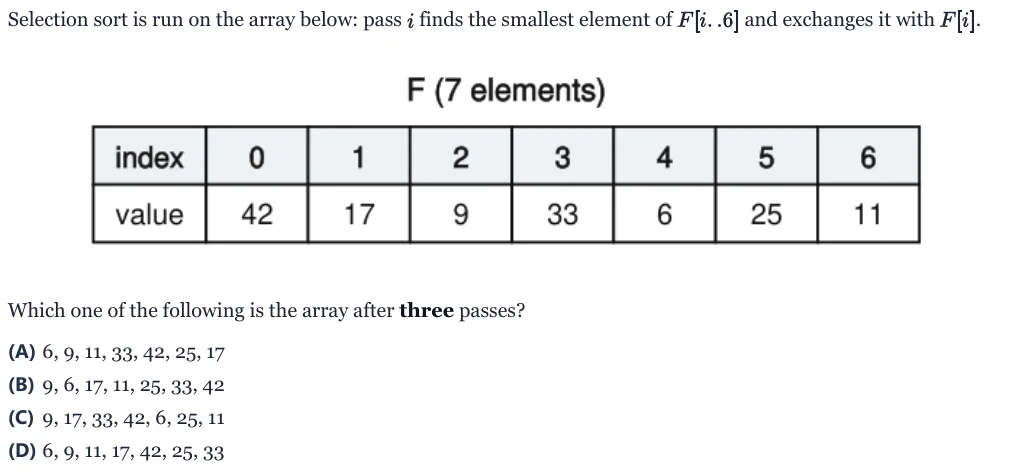 Selection sort is run on the array below: pass i finds the smallest element of F[i. .6] and exchanges it with F[i].
F (7 elements)
index 0 1 2 3 4 5 6
value 42 17 9 33 6 25 11
Which one of the following is the array after three passes?
(A) 6, 9, 11, 33, 42, 25, 17
(B) 9, 6, 17, 11, 25, 33, 42
(C) 9, 17, 33, 42, 6, 25, 11
(D) 6, 9, 11, 17, 42, 25, 33